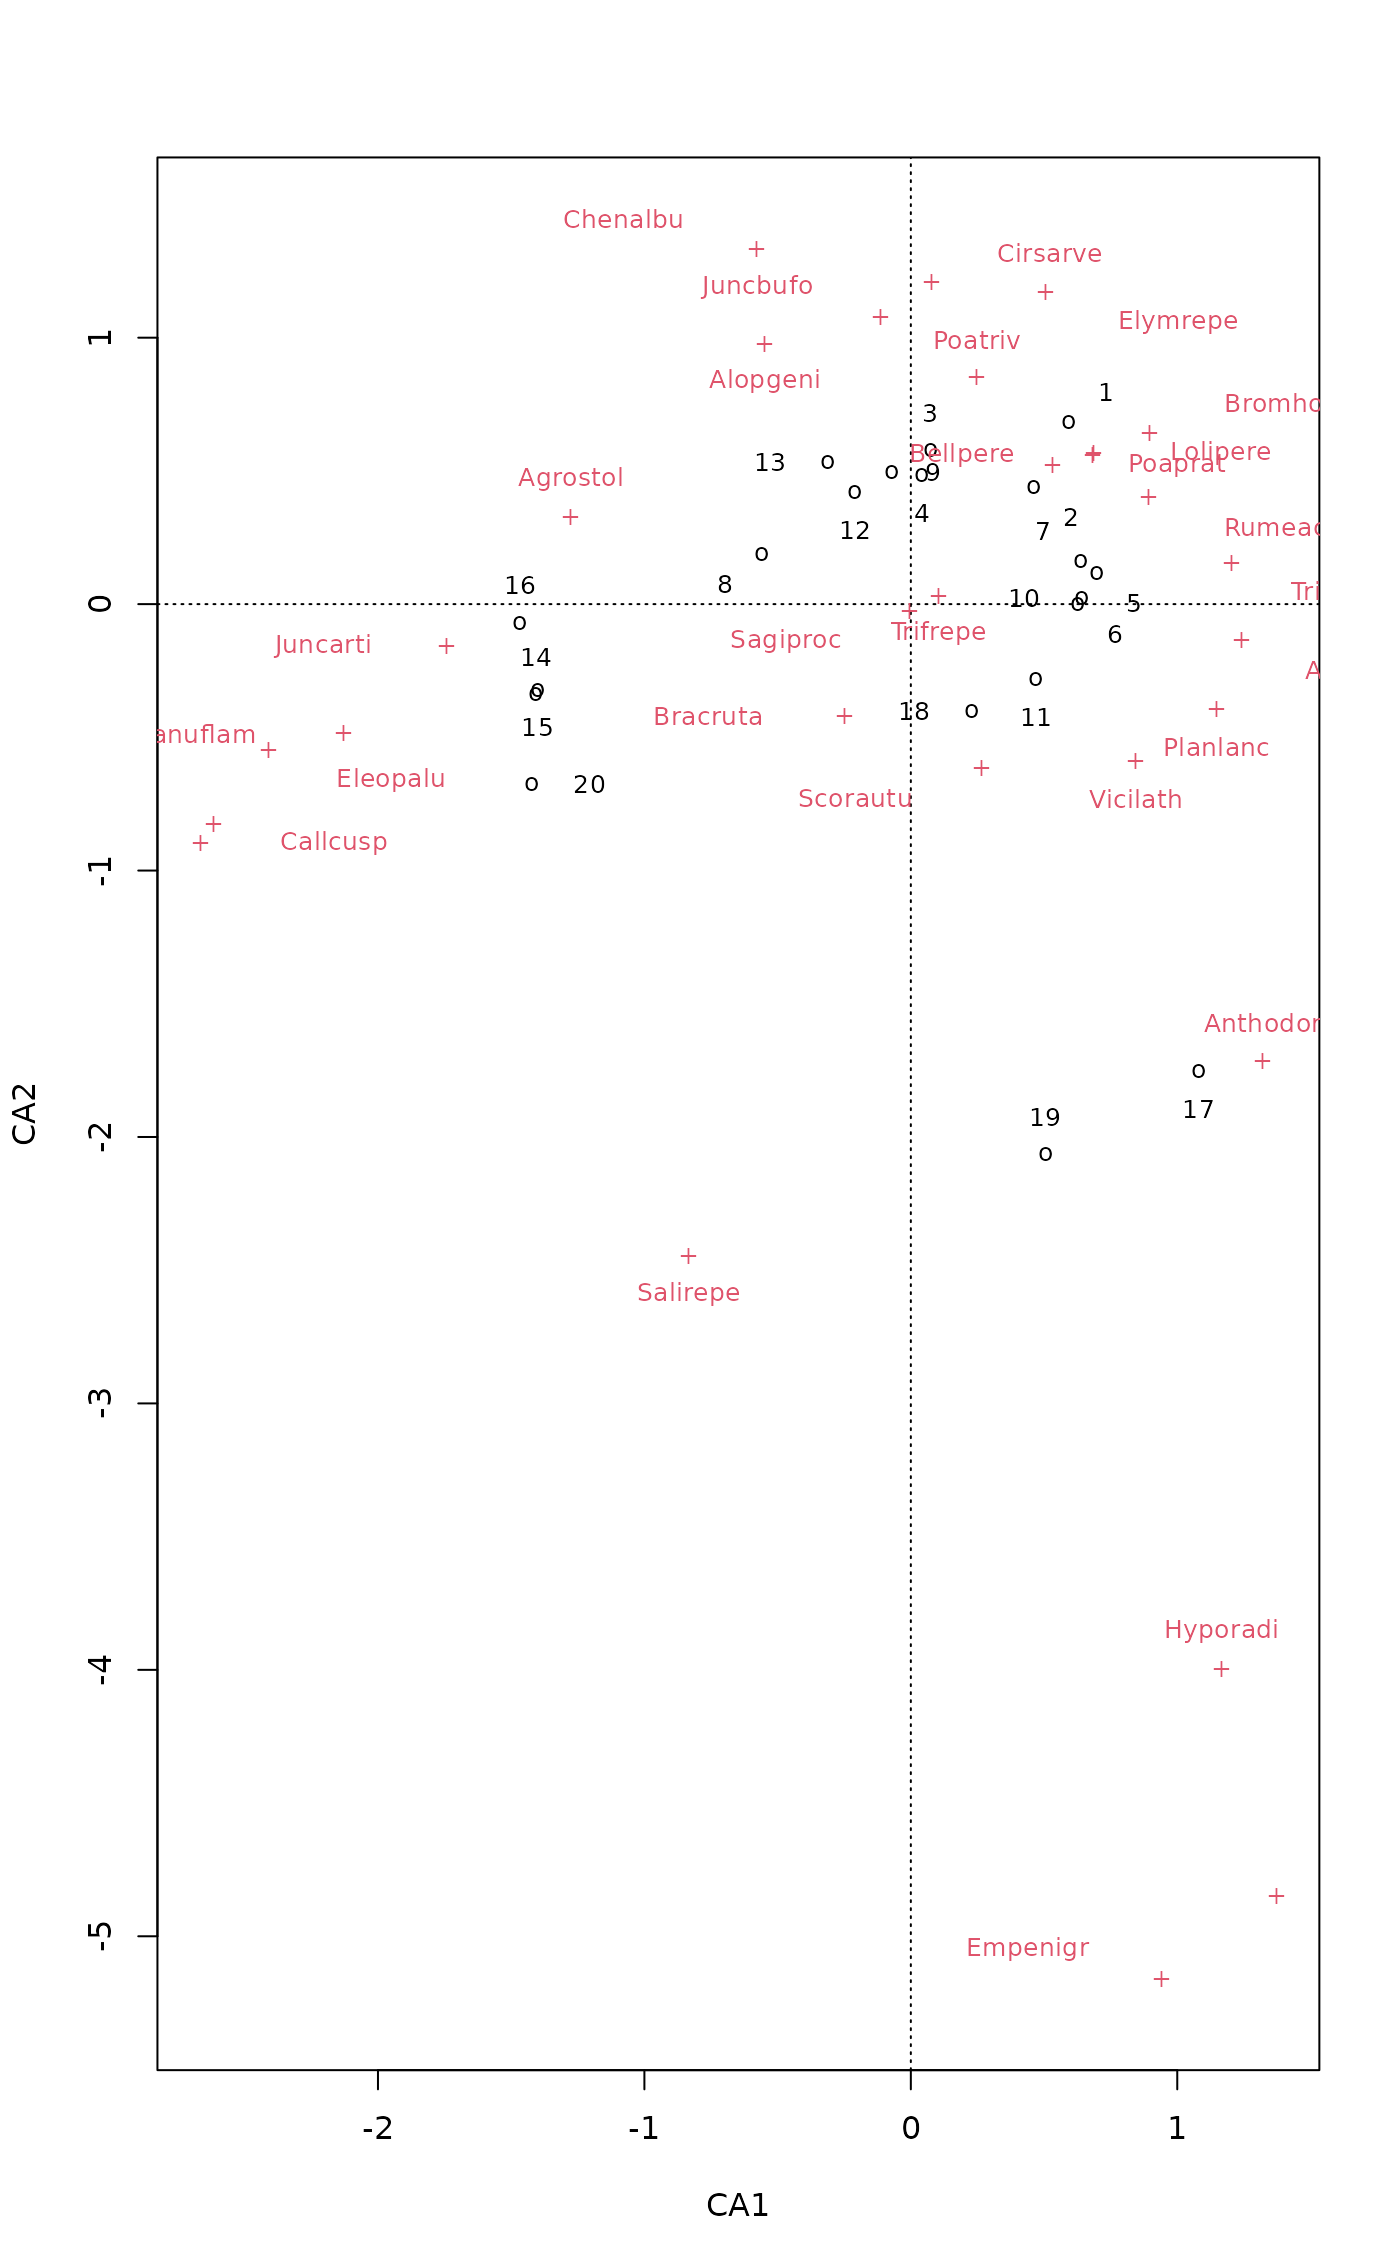 Chenalbu
Cirsarve
Juncbufo
Elymrepe
1
Poatriv
Alopgeni
1
Bromho
3
Bellpere
Lolipere
13
9
Poaprat
Agrostol
4
2
12
7
Rumeac
16
8
0
10
5
Tri
Juncarti
14
Sagiproc
Trifrepe
6
A
anuflam
15
Bracruta
18
11
Planlanc
Eleopalu
20
Scorautu
Vicilath
Callcusp
-1
Anthodor
17
19
-2
CA2
Salirepe
-3
Hyporadi
-4
Empenigr
-5
-2 -1 0 1
CA1